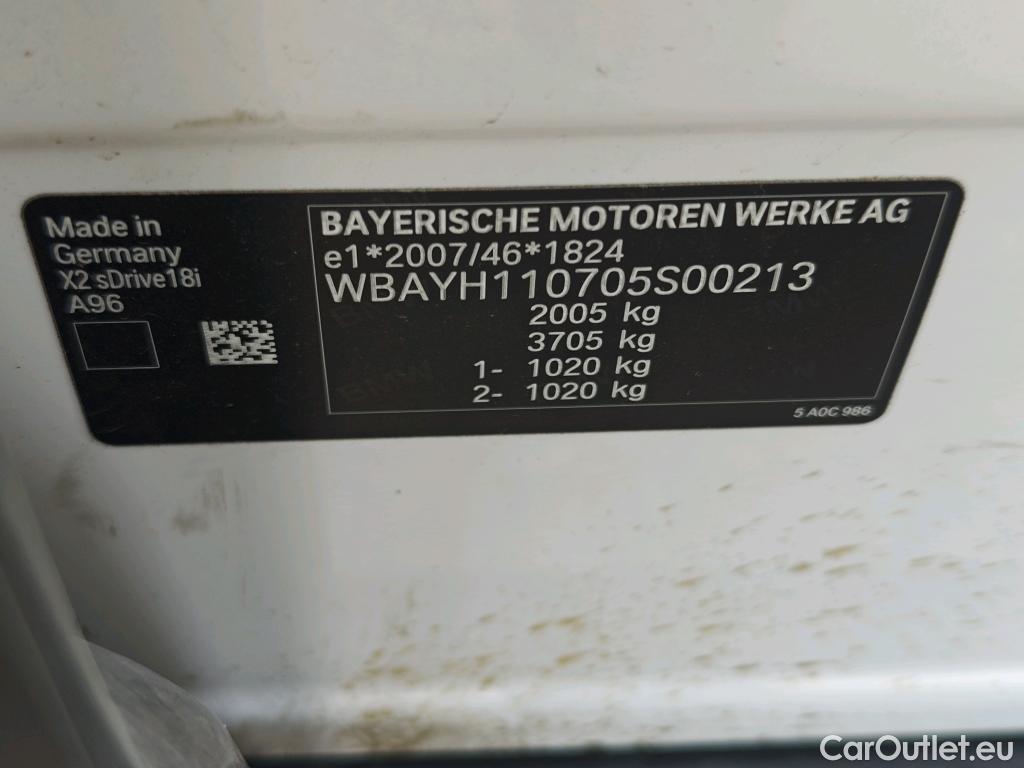 Made in
Germany
X2 sDrive18i
A96
BAYERISCHE MOTOREN WERKE AG
e1*2007/46*1824
WBAYH110705S00213
2005 kg
3705 kg
1- 1020 kg
2- 1020 kg
5 A0C 986
CarOutlet.eu